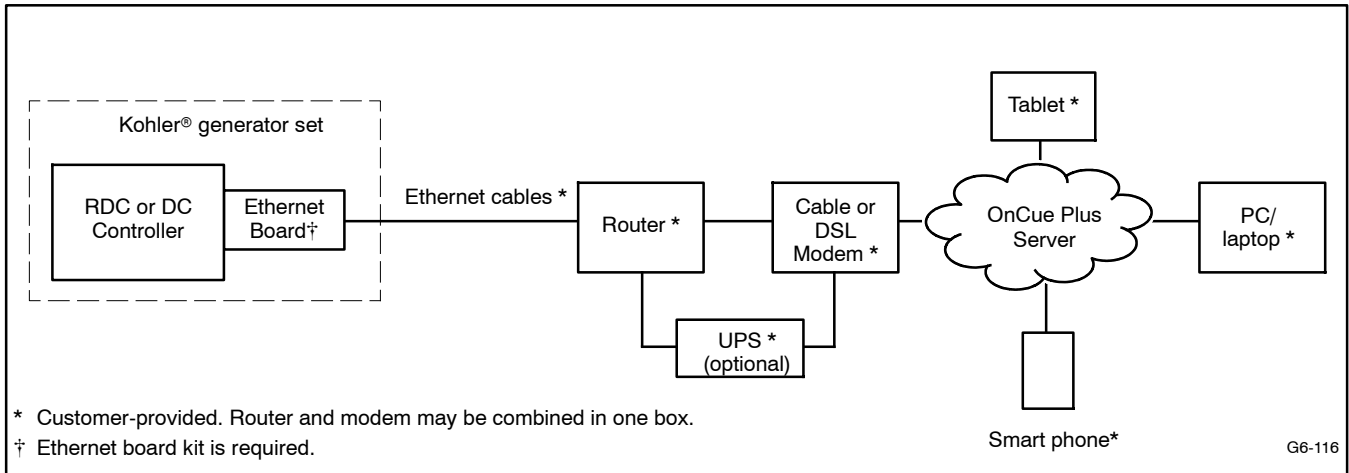 Tablet *
Kohler® generator set
RDC or DC
Controller
Ethernet
Board†
Ethernet cables *
Router *
Cable or
DSL
Modem *
OnCue Plus
Server
PC/
laptop *
UPS *
(optional)
* Customer-provided. Router and modem may be combined in one box.
† Ethernet board kit is required.
Smart phone*
G6-116